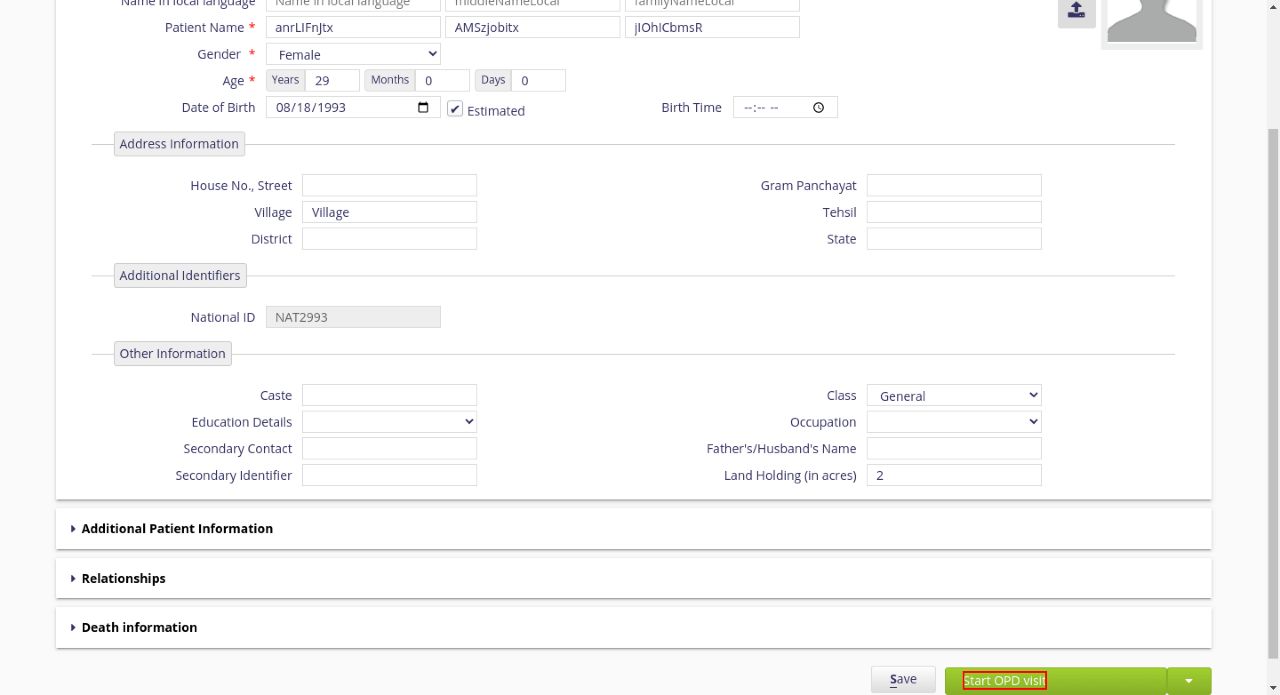 Name in local language Name in local language middleNameLocal familyNameLocal
Patient Name * anrLIFnJtx AMSzjobitx
Gender * Female
Age * Years 29 Months 0 Days 0
Date of Birth 08/18/1993 Estimated Birth Time --:-- --
Address Information
House No., Street Gram Panchayat
Village Village Tehsil
District State
Additional Identifiers
National ID NAT2993
Other Information
Caste Class General
Education Details Occupation
Secondary Contact Father's/Husband's Name
Secondary Identifier Land Holding (in acres) 2
Additional Patient Information
Relationships
Death information
Save Start OPD visit